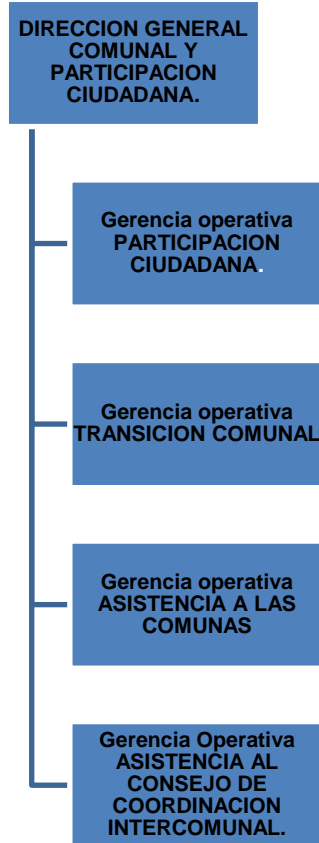 DIRECCION GENERAL
COMUNAL Y
PARTICIPACION
CIUDADANA.
Gerencia operativa
PARTICIPACION
CIUDADANA.
Gerencia operativa
TRANSICION COMUNAL
Gerencia operativa
ASISTENCIA A LAS
COMUNAS
Gerencia Operativa
ASISTENCIA AL
CONSEJO DE
COORDINACION
INTERCOMUNAL.